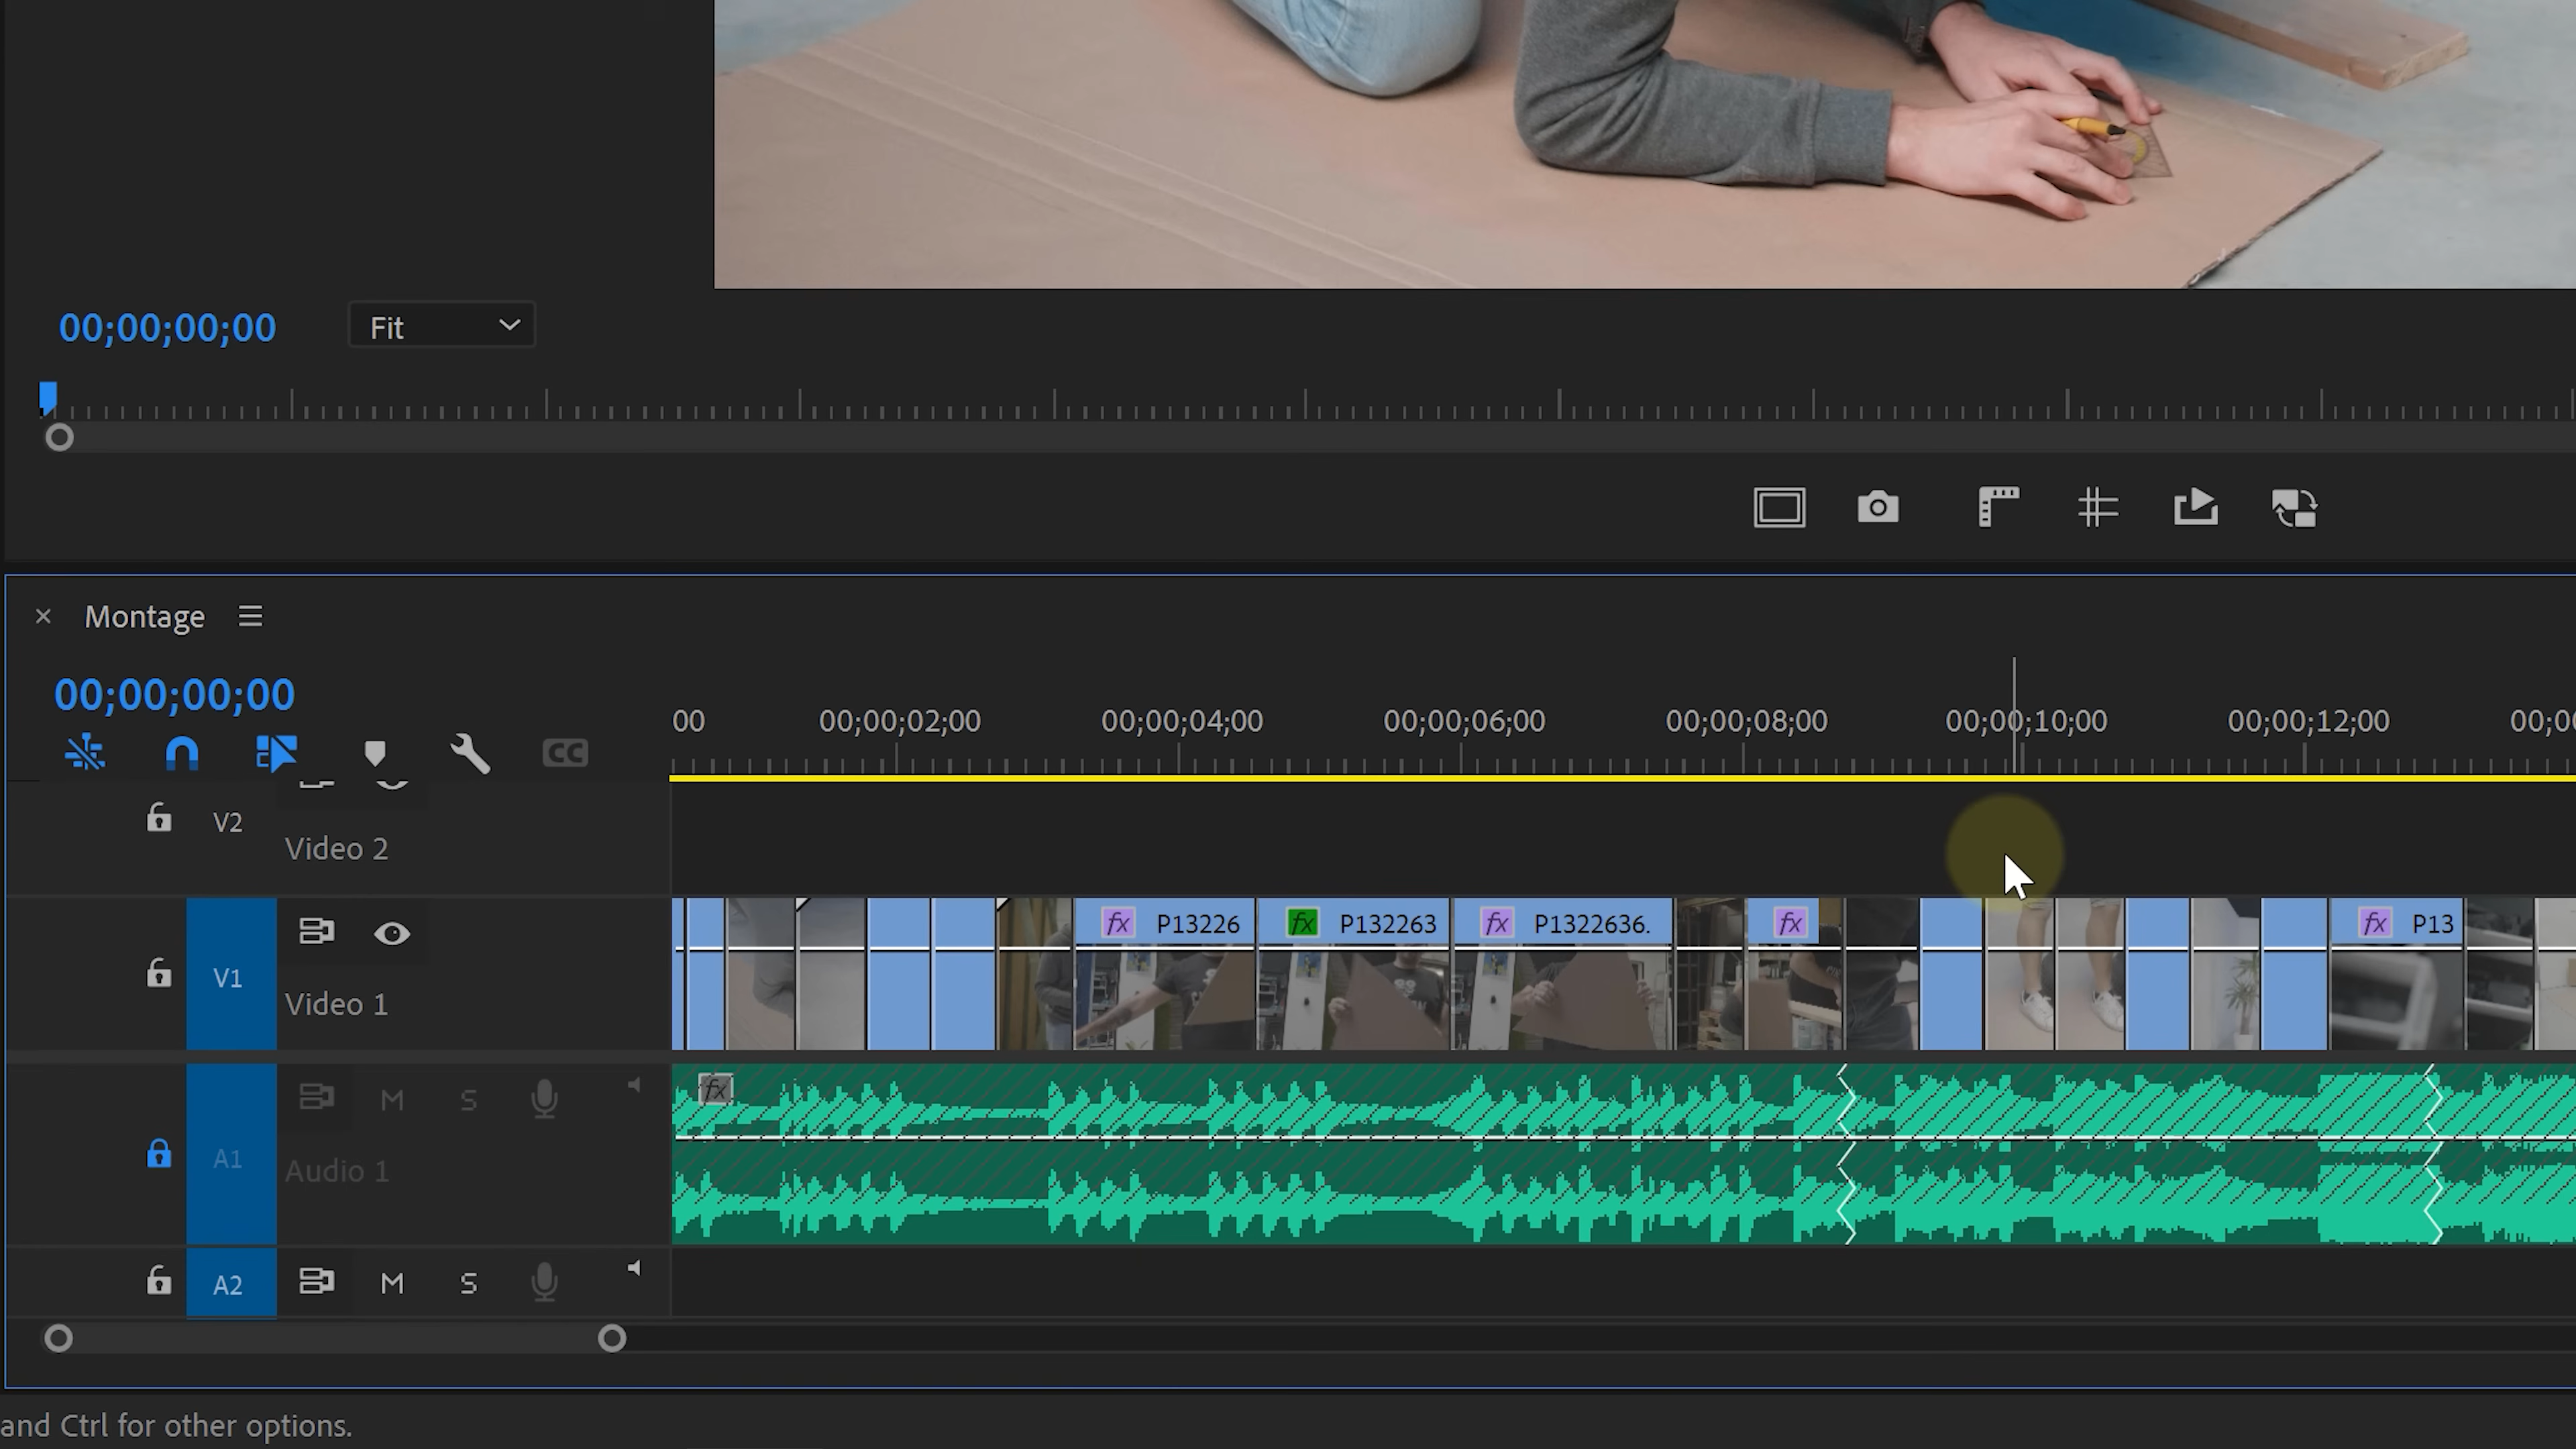 00;00;00;00
Fit
Montage
00;00;00;00
00 00;00;02;00 00;00;04;00 00;00;06;00 00;00;08;00 00;00;10;00 00;00;12;00 00;0
CC
V2
Video 2
fx P13226 fx P132263 fx P1322636. fx fx P13
V1
Video 1
fx
M S
A1
Audio 1
A2 M S
and Ctrl for other options.